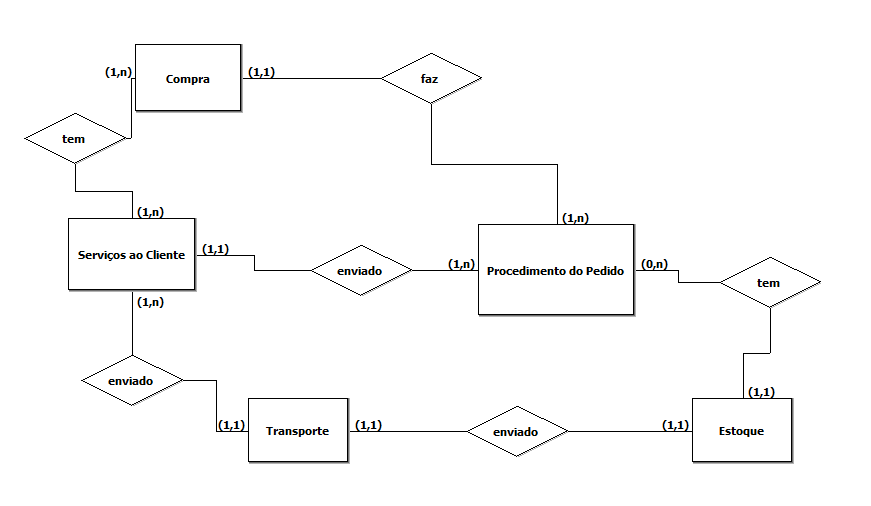 (1,n)
Compra
(1,1)
faz
tem
(1,n)
(1,n)
Serviços ao Cliente
(1,1)
enviado
(1,n)
Procedimento do Pedido
(0,n)
tem
(1,n)
enviado
(1,1)
Transporte
(1,1)
enviado
(1,1)
Estoque
(1,1)